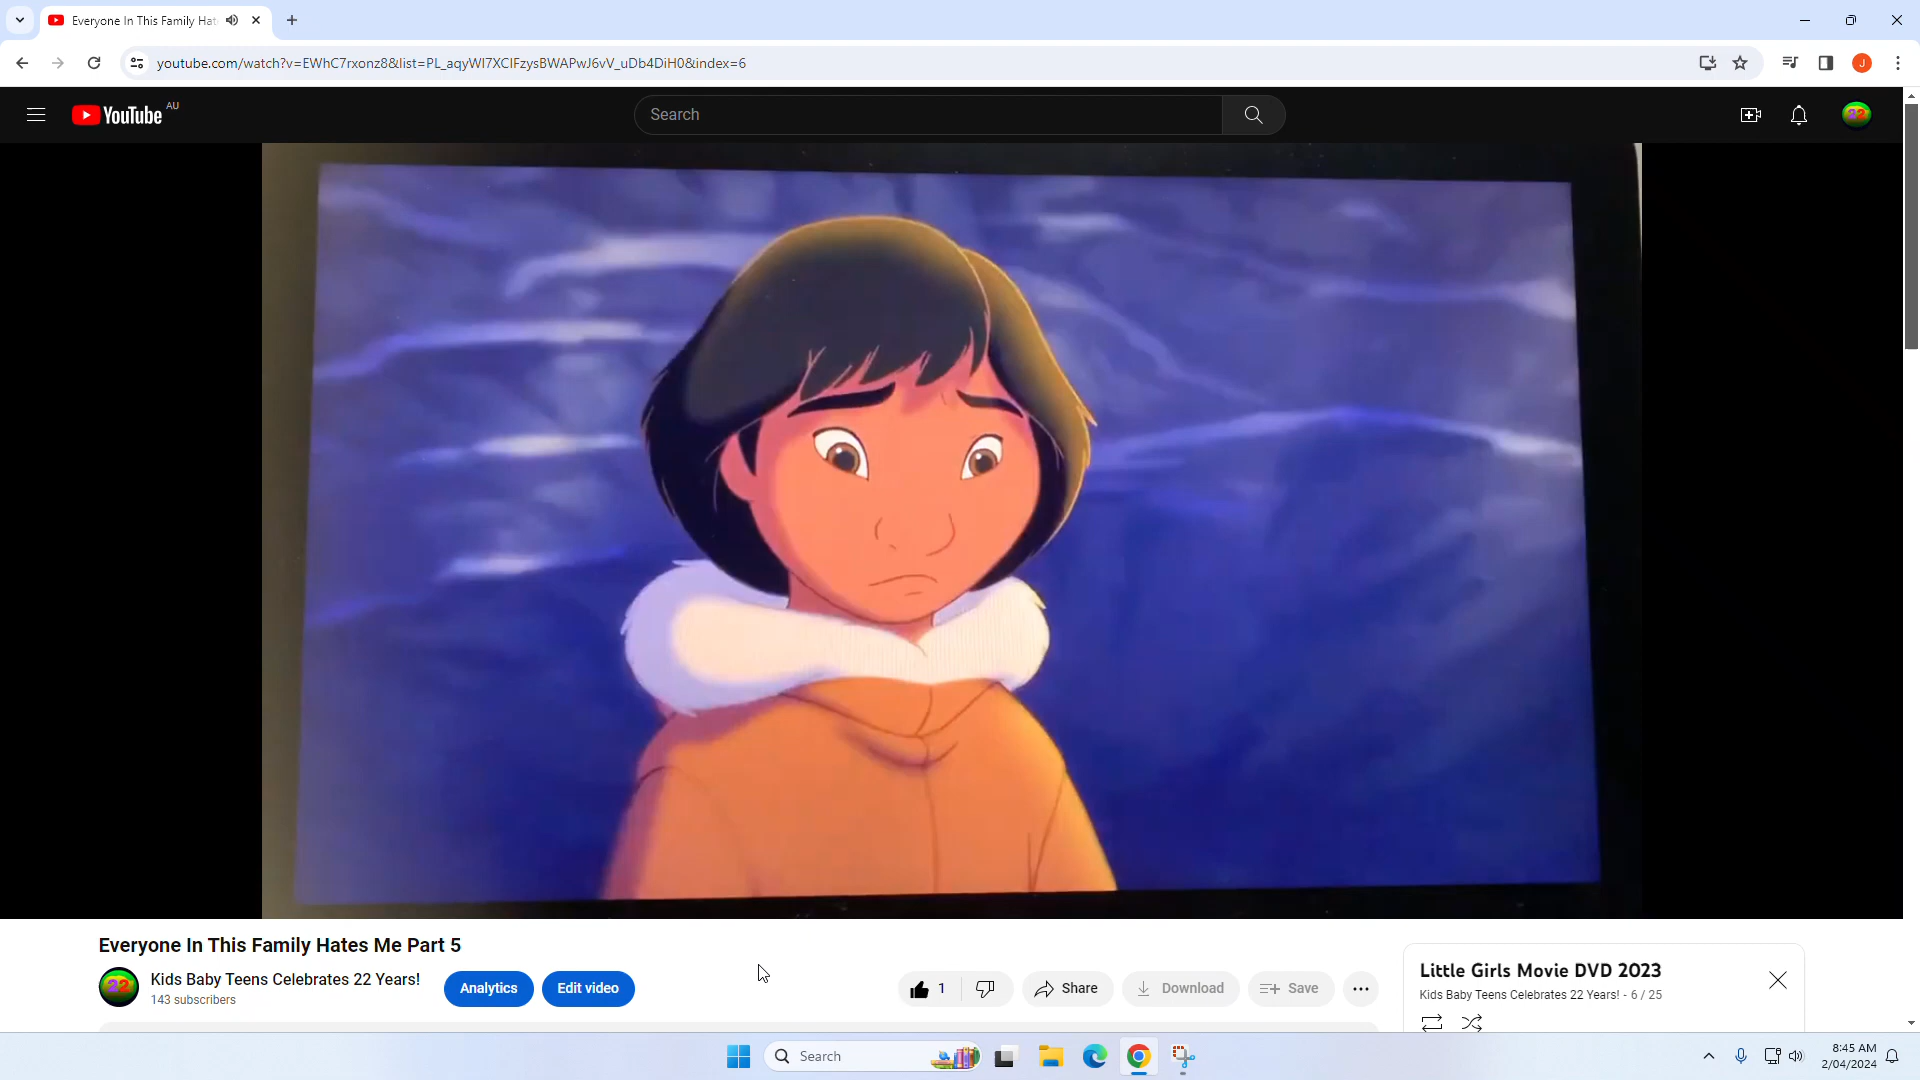 Everyone In This Family Hat
youtube.com/watch?v=EWhC7rxonz8&list=PL_aqyWI7XCIFzysBWAPwJ6vV_uDb4DiH0&index=6
J
YouTube AU
Search
22
Everyone In This Family Hates Me Part 5
22
Kids Baby Teens Celebrates 22 Years!
143 subscribers
Analytics
Edit video
1
Share
Download
Save
Little Girls Movie DVD 2023
Kids Baby Teens Celebrates 22 Years! - 6 / 25
Search
8:45 AM
2/04/2024